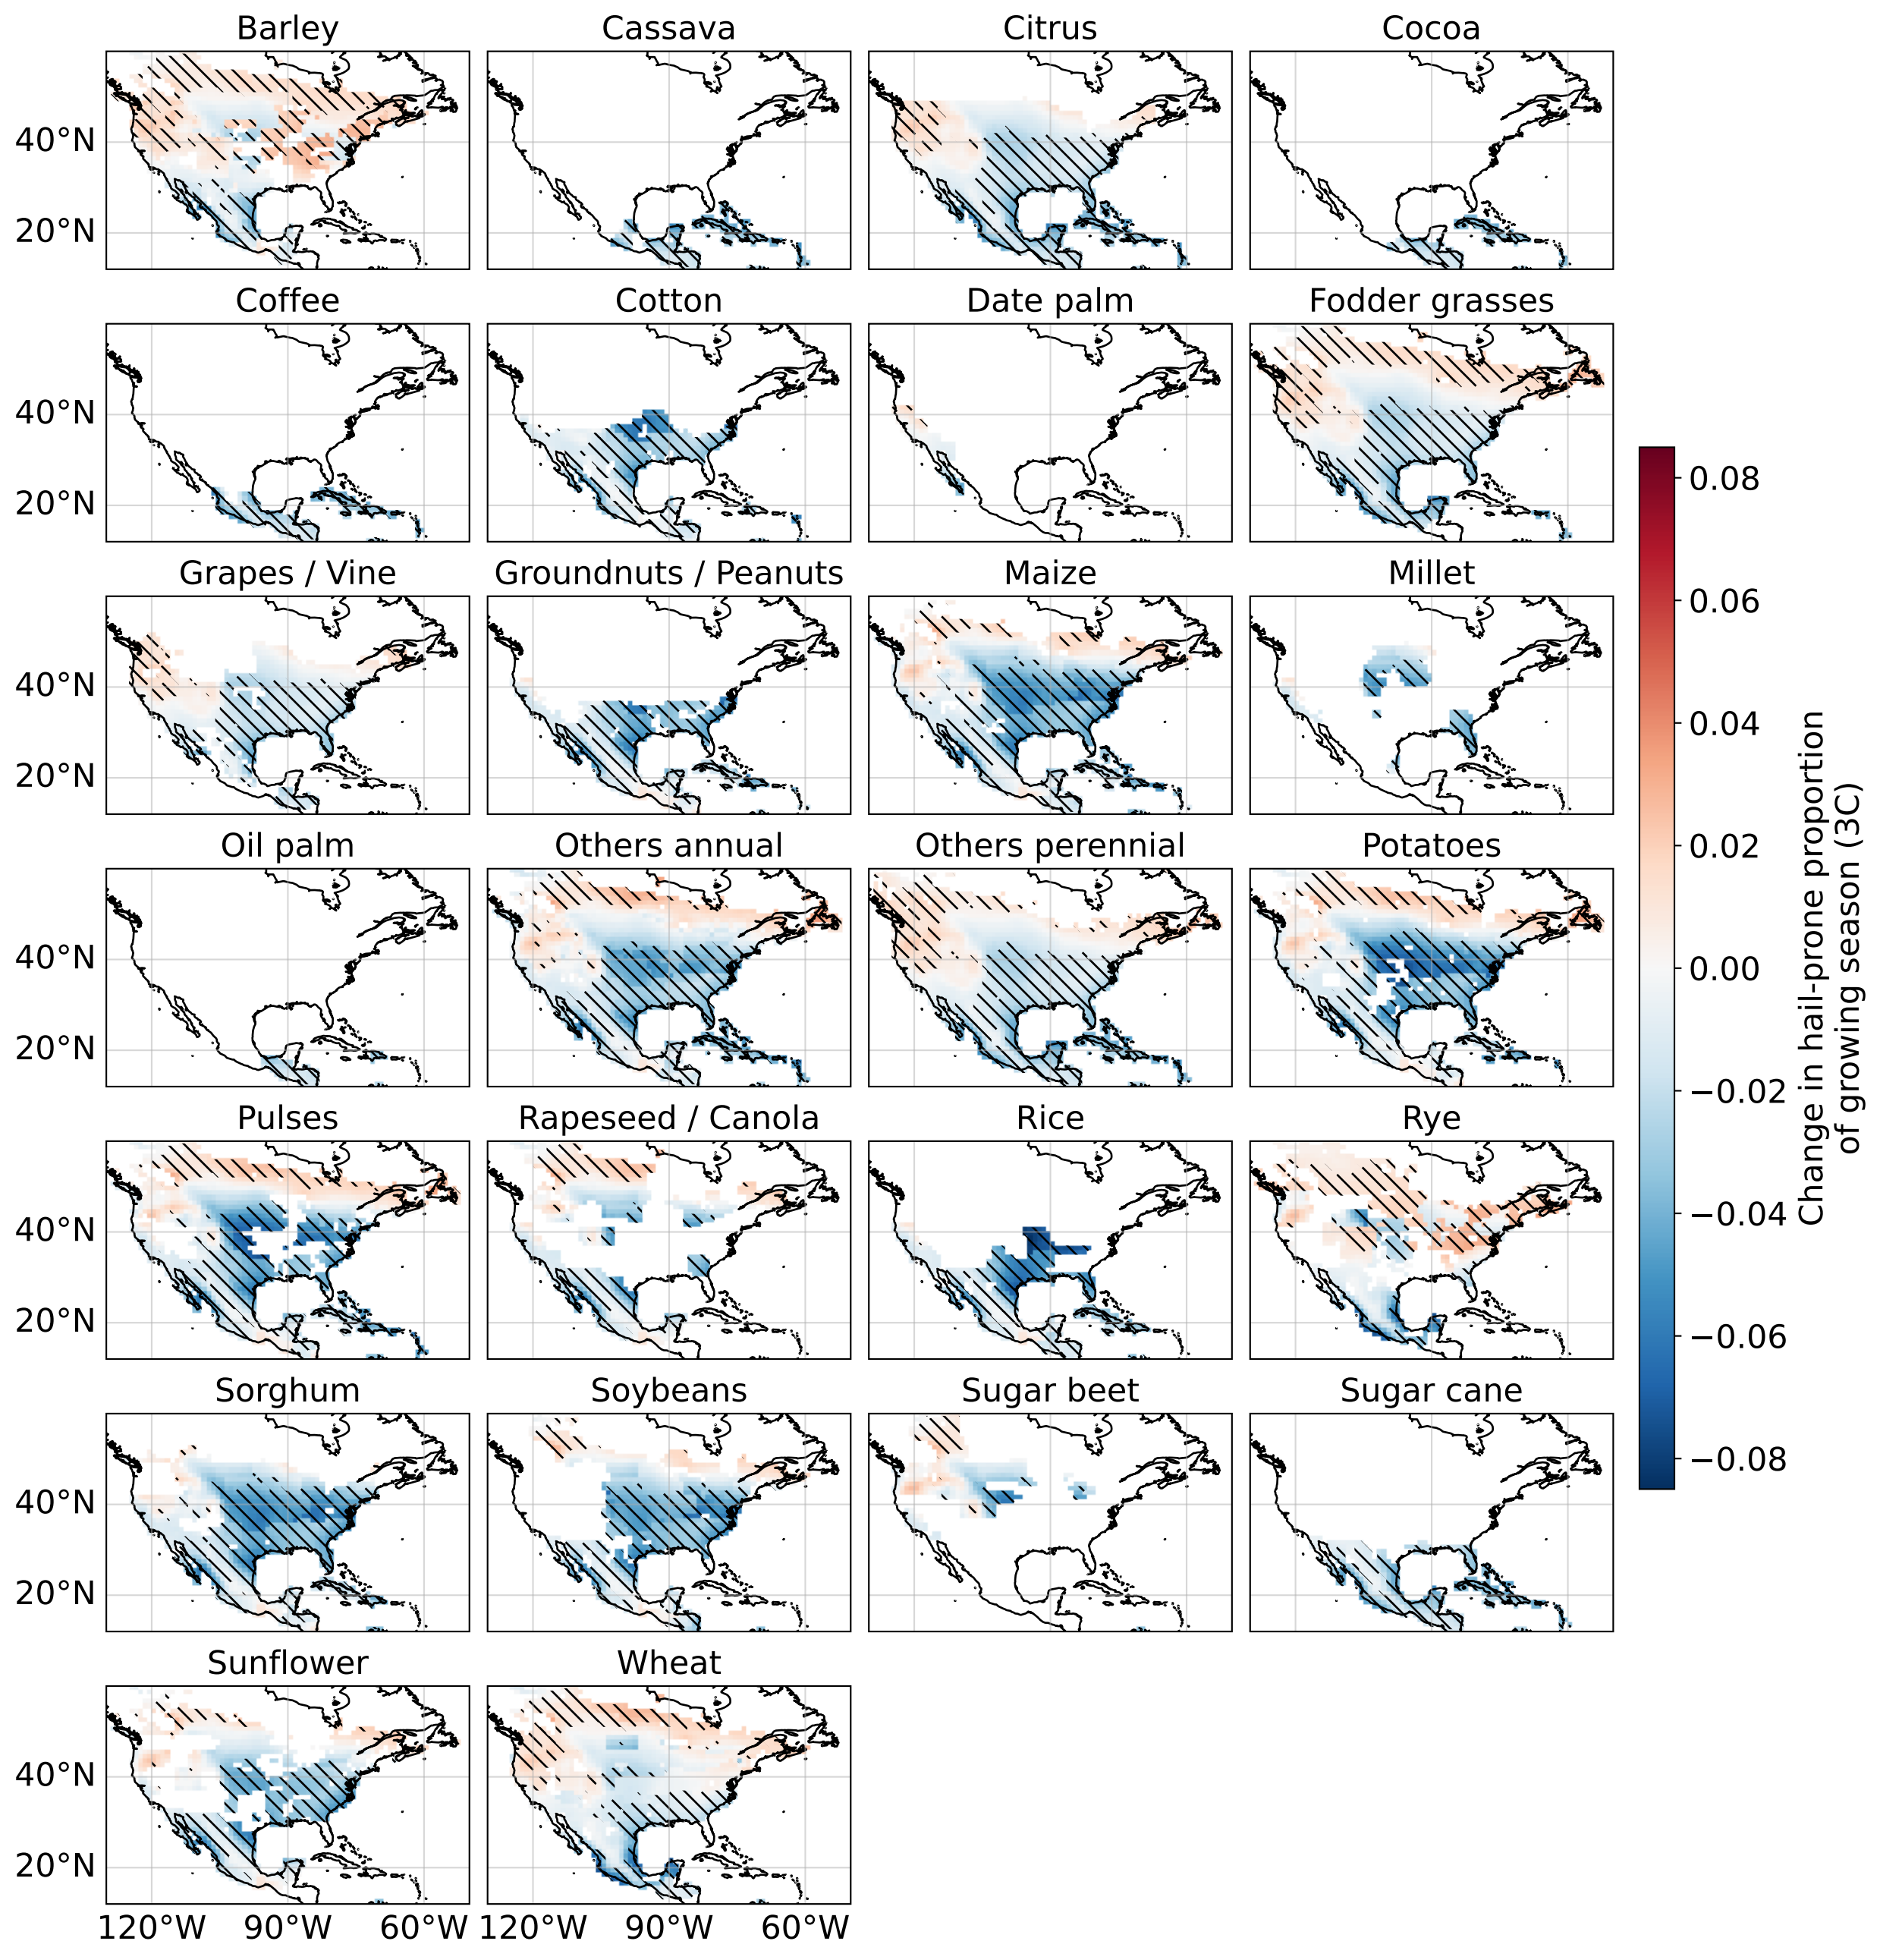 Barley Cassava Citrus Cocoa
40°N
20°N
Coffee Cotton Date palm Fodder grasses
40°N
20°N
Grapes / Vine Groundnuts / Peanuts Maize Millet
40°N
20°N
Oil palm Others annual Others perennial Potatoes
40°N
20°N
Pulses Rapeseed / Canola Rice Rye
40°N
20°N
Sorghum Soybeans Sugar beet Sugar cane
40°N
20°N
Sunflower Wheat
40°N
20°N
120°W 90°W 60°W 120°W 90°W 60°W
0.08
0.06
0.04
0.02
0.00
−0.02
−0.04
−0.06
−0.08
Change in hail-prone proportion
of growing season (3C)